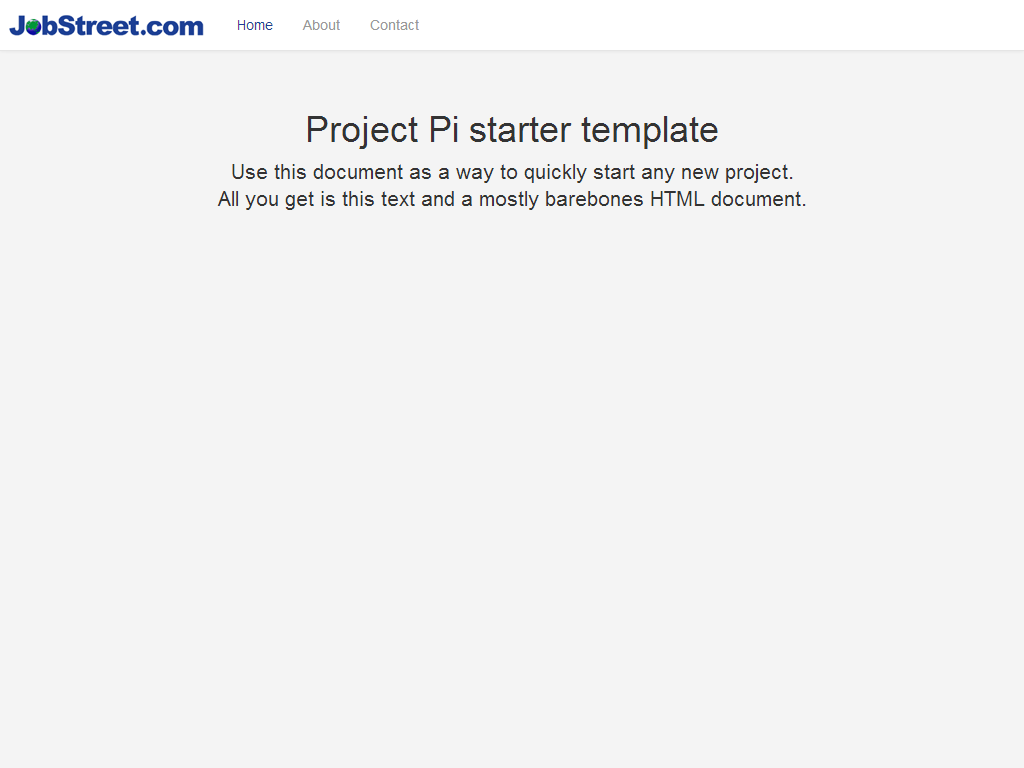 JobStreet.com Home About Contact
Project Pi starter template
Use this document as a way to quickly start any new project.
All you get is this text and a mostly barebones HTML document.